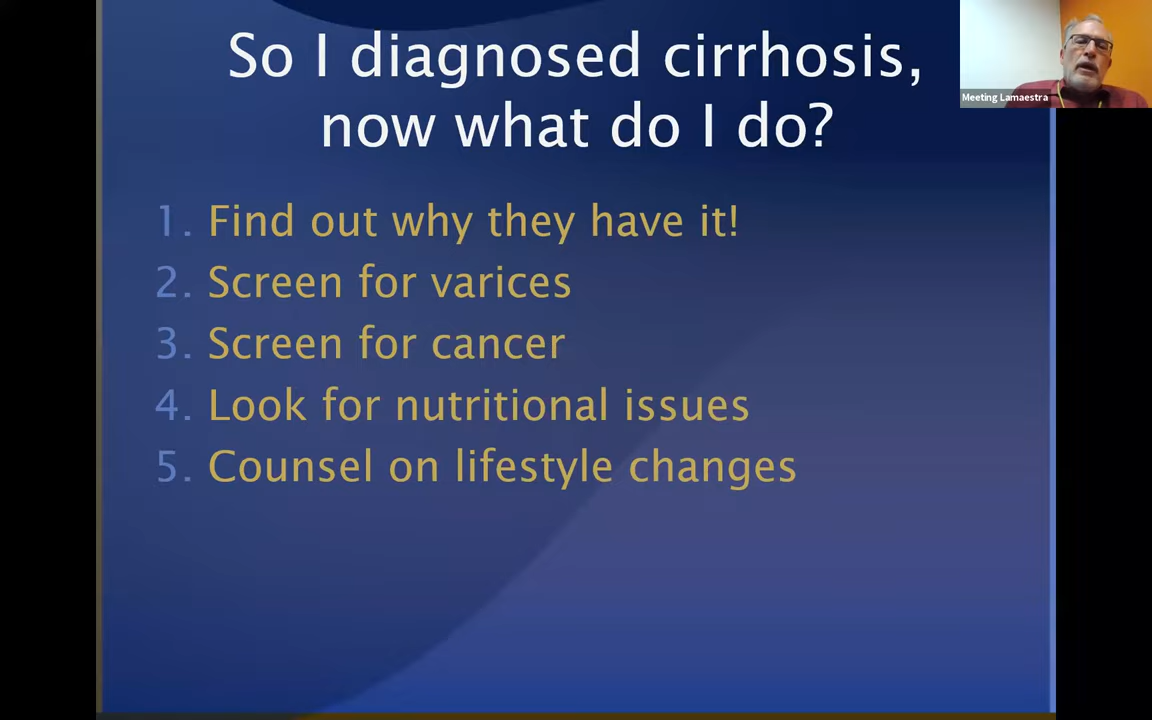 So I diagnosed cirrhosis,
now what do I do?
Meeting Lamaestra
1. Find out why they have it!
2. Screen for varices
3. Screen for cancer
4. Look for nutritional issues
5. Counsel on lifestyle changes